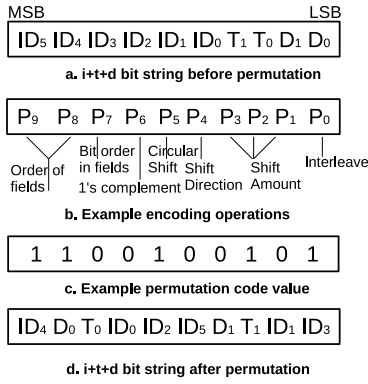 MSB LSB
ID₅ ID₄ ID₃ ID₂ ID₁ ID₀ T₁ T₀ D₁ D₀
a. i+t+d bit string before permutation
P₉ P₈ P₇ P₆ P₅ P₄ P₃ P₂ P₁ P₀
Order of fields
Bit order in fields
1's complement
Circular Shift
Shift Direction
Shift Amount
Interleave
b. Example encoding operations
1 1 0 0 1 0 0 1 0 1
c. Example permutation code value
ID₄ D₀ T₀ ID₀ ID₂ ID₅ D₁ T₁ ID₁ ID₃
d. i+t+d bit string after permutation